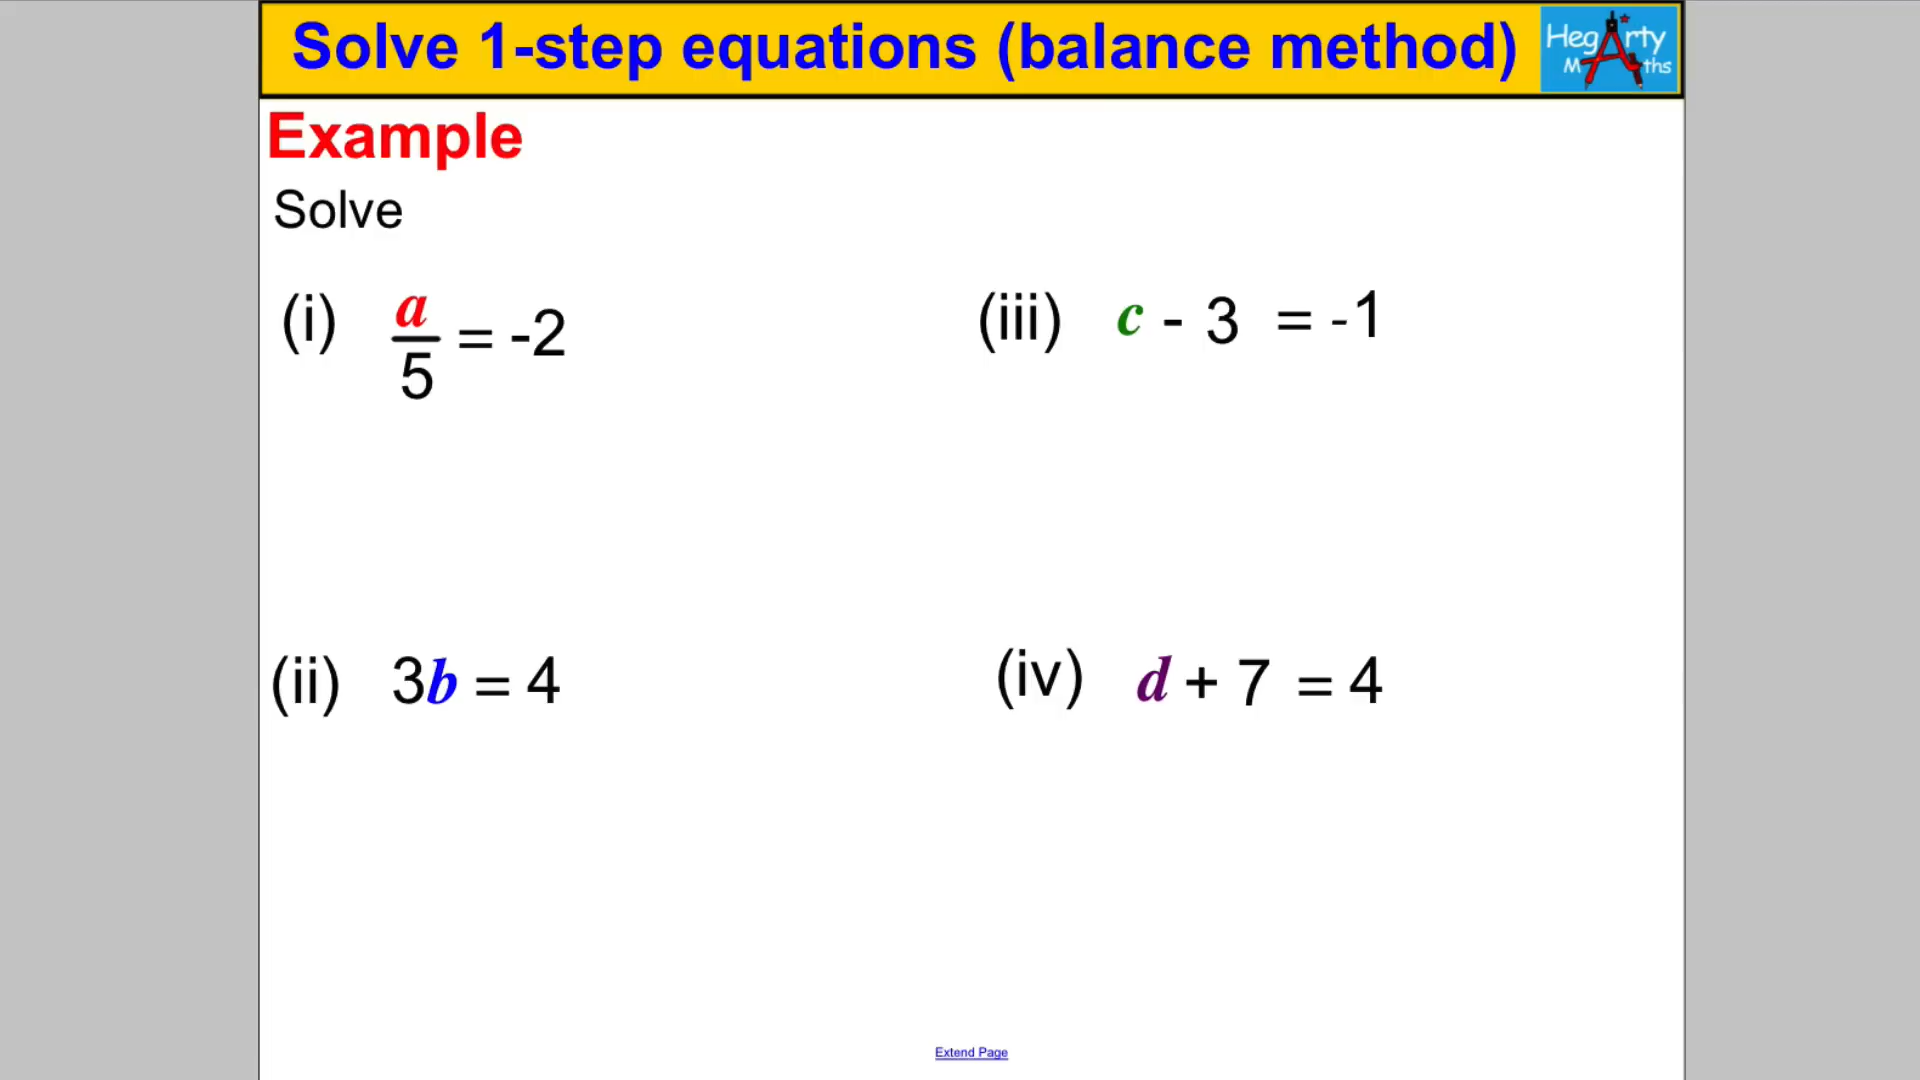 Solve 1-step equations (balance method)
HegArty
Maths
Example
Solve
(i) a/5 = -2
(iii) c - 3 = -1
(ii) 3b = 4
(iv) d + 7 = 4
Extend Page